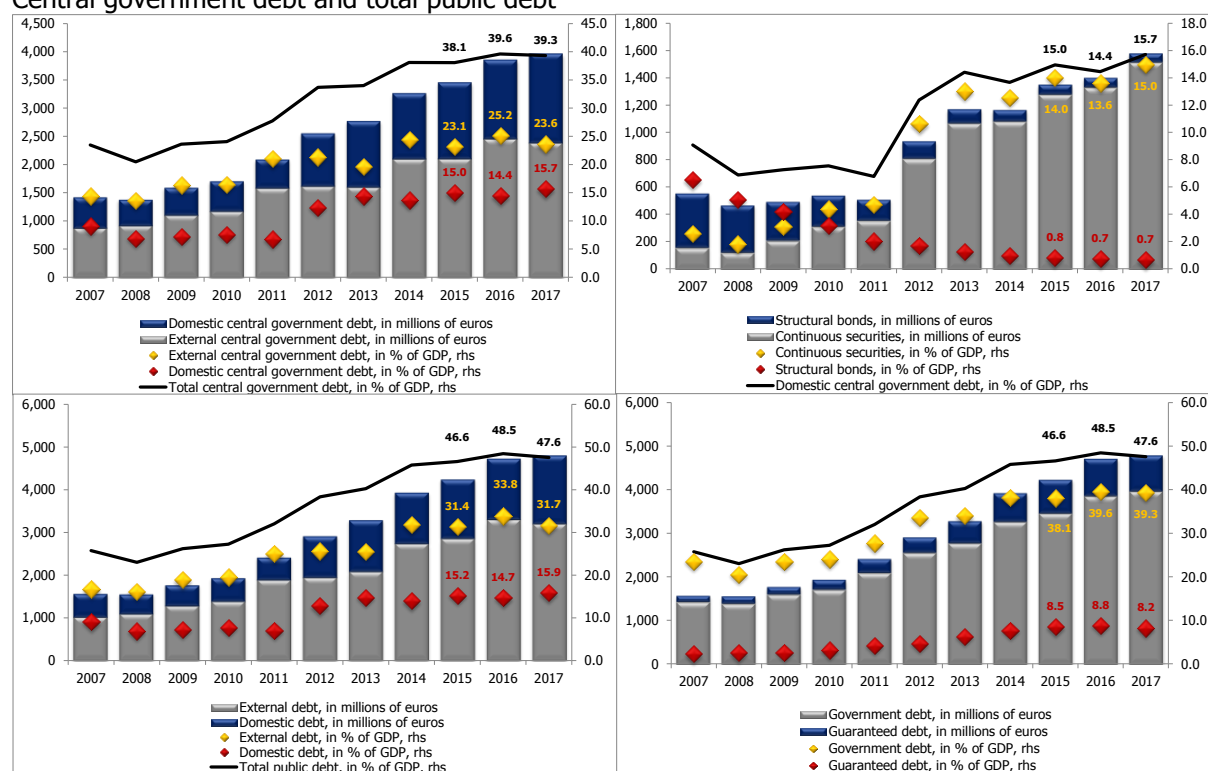 Central government debt and total public debt
4,500
4,000
3,500
3,000
2,500
2,000
1,500
1,000
500
0
45.0
40.0
35.0
30.0
25.0
20.0
15.0
10.0
5.0
0.0
38.1 39.6 39.3
23.1 25.2 23.6
15.0 14.4 15.7
2007 2008 2009 2010 2011 2012 2013 2014 2015 2016 2017
Domestic central government debt, in millions of euros
External central government debt, in millions of euros
External central government debt, in % of GDP, rhs
Domestic central government debt, in % of GDP, rhs
Total central government debt, in % of GDP, rhs
1,800
1,600
1,400
1,200
1,000
800
600
400
200
0
18.0
16.0
14.0
12.0
10.0
8.0
6.0
4.0
2.0
0.0
15.0 14.4 15.7
14.0 13.6 15.0
0.8 0.7 0.7
2007 2008 2009 2010 2011 2012 2013 2014 2015 2016 2017
Structural bonds, in millions of euros
Continuous securities, in millions of euros
Continuous securities, in % of GDP, rhs
Structural bonds, in % of GDP, rhs
Domestic central government debt, in % of GDP, rhs
6,000
5,000
4,000
3,000
2,000
1,000
0
60.0
50.0
40.0
30.0
20.0
10.0
0.0
46.6 48.5 47.6
31.4 33.8 31.7
15.2 14.7 15.9
2007 2008 2009 2010 2011 2012 2013 2014 2015 2016 2017
External debt, in millions of euros
Domestic debt, in millions of euros
External debt, in % of GDP, rhs
Domestic debt, in % of GDP, rhs
Total public debt, in % of GDP, rhs
6,000
5,000
4,000
3,000
2,000
1,000
0
60.0
50.0
40.0
30.0
20.0
10.0
0.0
46.6 48.5 47.6
38.1 39.6 39.3
8.5 8.8 8.2
2007 2008 2009 2010 2011 2012 2013 2014 2015 2016 2017
Government debt, in millions of euros
Guaranteed debt, in millions of euros
Government debt, in % of GDP, rhs
Guaranteed debt, in % of GDP, rhs